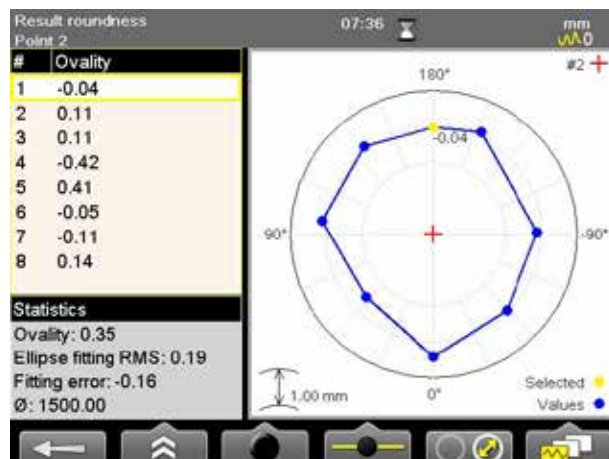 Result roundness
Point 2
07:36
mm
0
# Ovality
1 -0.04
2 0.11
3 0.11
4 -0.42
5 0.41
6 -0.05
7 -0.11
8 0.14
Statistics
Ovality: 0.35
Ellipse fitting RMS: 0.19
Fitting error: -0.16
Ø: 1500.00
#2
180°
-0.04
90°
-90°
0°
1.00 mm
Selected
Values